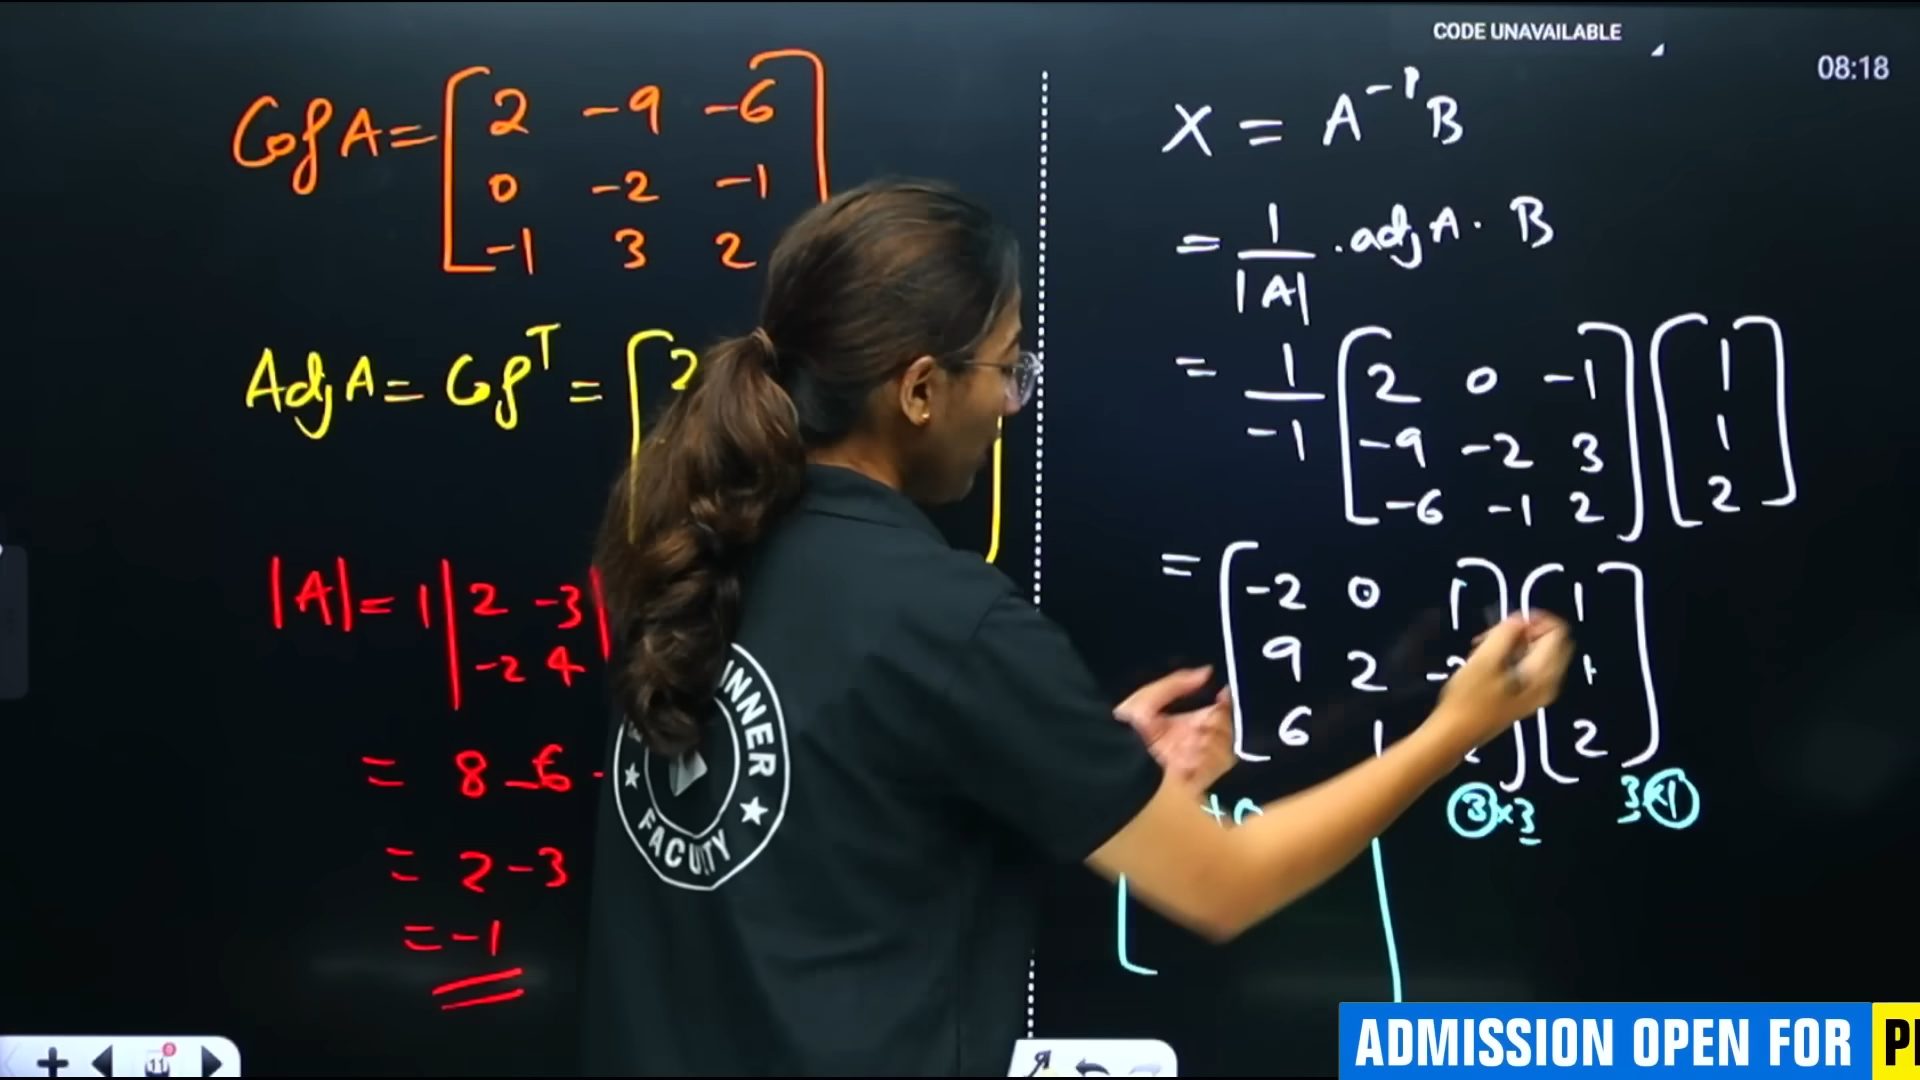 CODE UNAVAILABLE
08:18
Cof A = [ 2 -9 -6
0 -2 -1
-1 3 2
Adj A = Cof^T = [ 2
|A| = 1 | 2 -3 |
-2 4
= 8 - 6 -
= 2 - 3
= -1
X = A^-1 B
= 1/|A| . adj A . B
= 1/-1 [ 2 0 -1 ] [ 1 ]
-9 -2 3 1
-6 -1 2 2
= [ -2 0 1 ] [ 1 ]
9 2 1
6 1 2
3×3 3×1
INNER
FACULTY
11
ADMISSION OPEN FOR